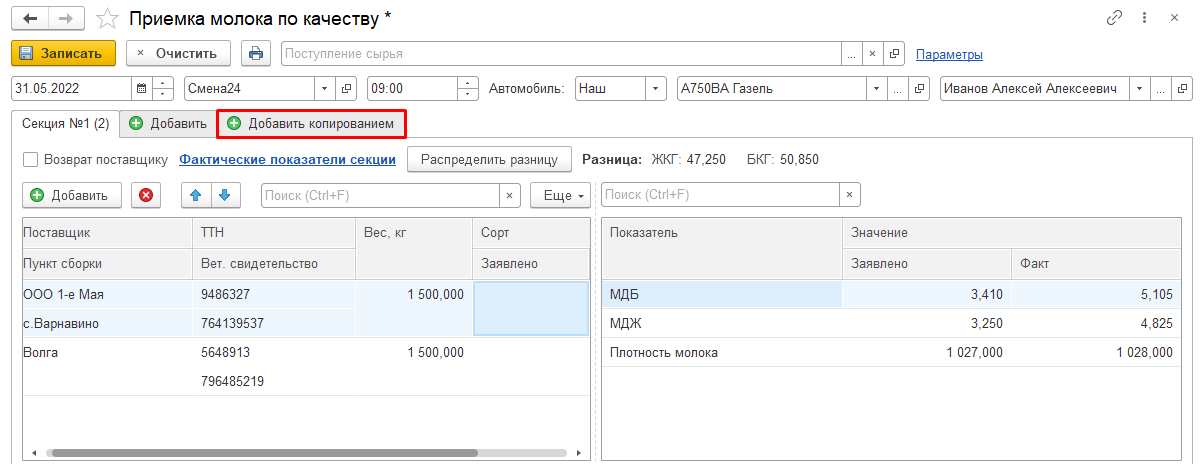 Приемка молока по качеству *
Записать × Очистить Поступление сырья ... × Параметры
31.05.2022 Смена24 09:00 Автомобиль: Наш А750ВА Газель ... Иванов Алексей Алексеевич ...
Секция №1 (2) Добавить Добавить копированием
Возврат поставщику Фактические показатели секции Распределить разницу Разница: ЖКГ: 47,250 БКГ: 50,850
Добавить Поиск (Ctrl+F) × Еще Поиск (Ctrl+F) ×
Поставщик ТТН Вес, кг Сорт Показатель Значение
Пункт сборки Вет. свидетельство Заявлено Заявлено Факт
ООО 1-е Мая 9486327 1 500,000 МДБ 3,410 5,105
с.Варнавино 764139537 МДЖ 3,250 4,825
Волга 5648913 1 500,000 Плотность молока 1 027,000 1 028,000
796485219